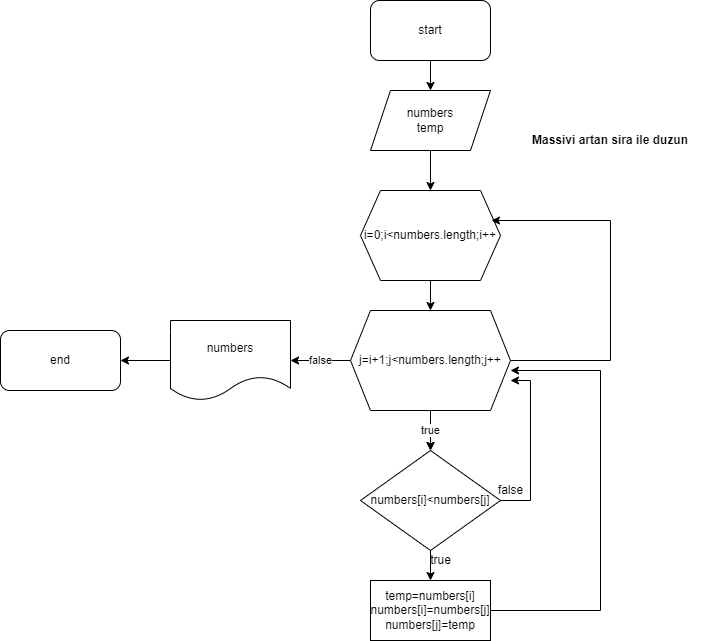 start
numbers
temp
Massivi artan sira ile duzun
i=0;i<numbers.length;i++
j=i+1;j<numbers.length;j++
false
numbers
end
true
numbers[i]<numbers[j]
false
true
temp=numbers[i]
numbers[i]=numbers[j]
numbers[j]=temp